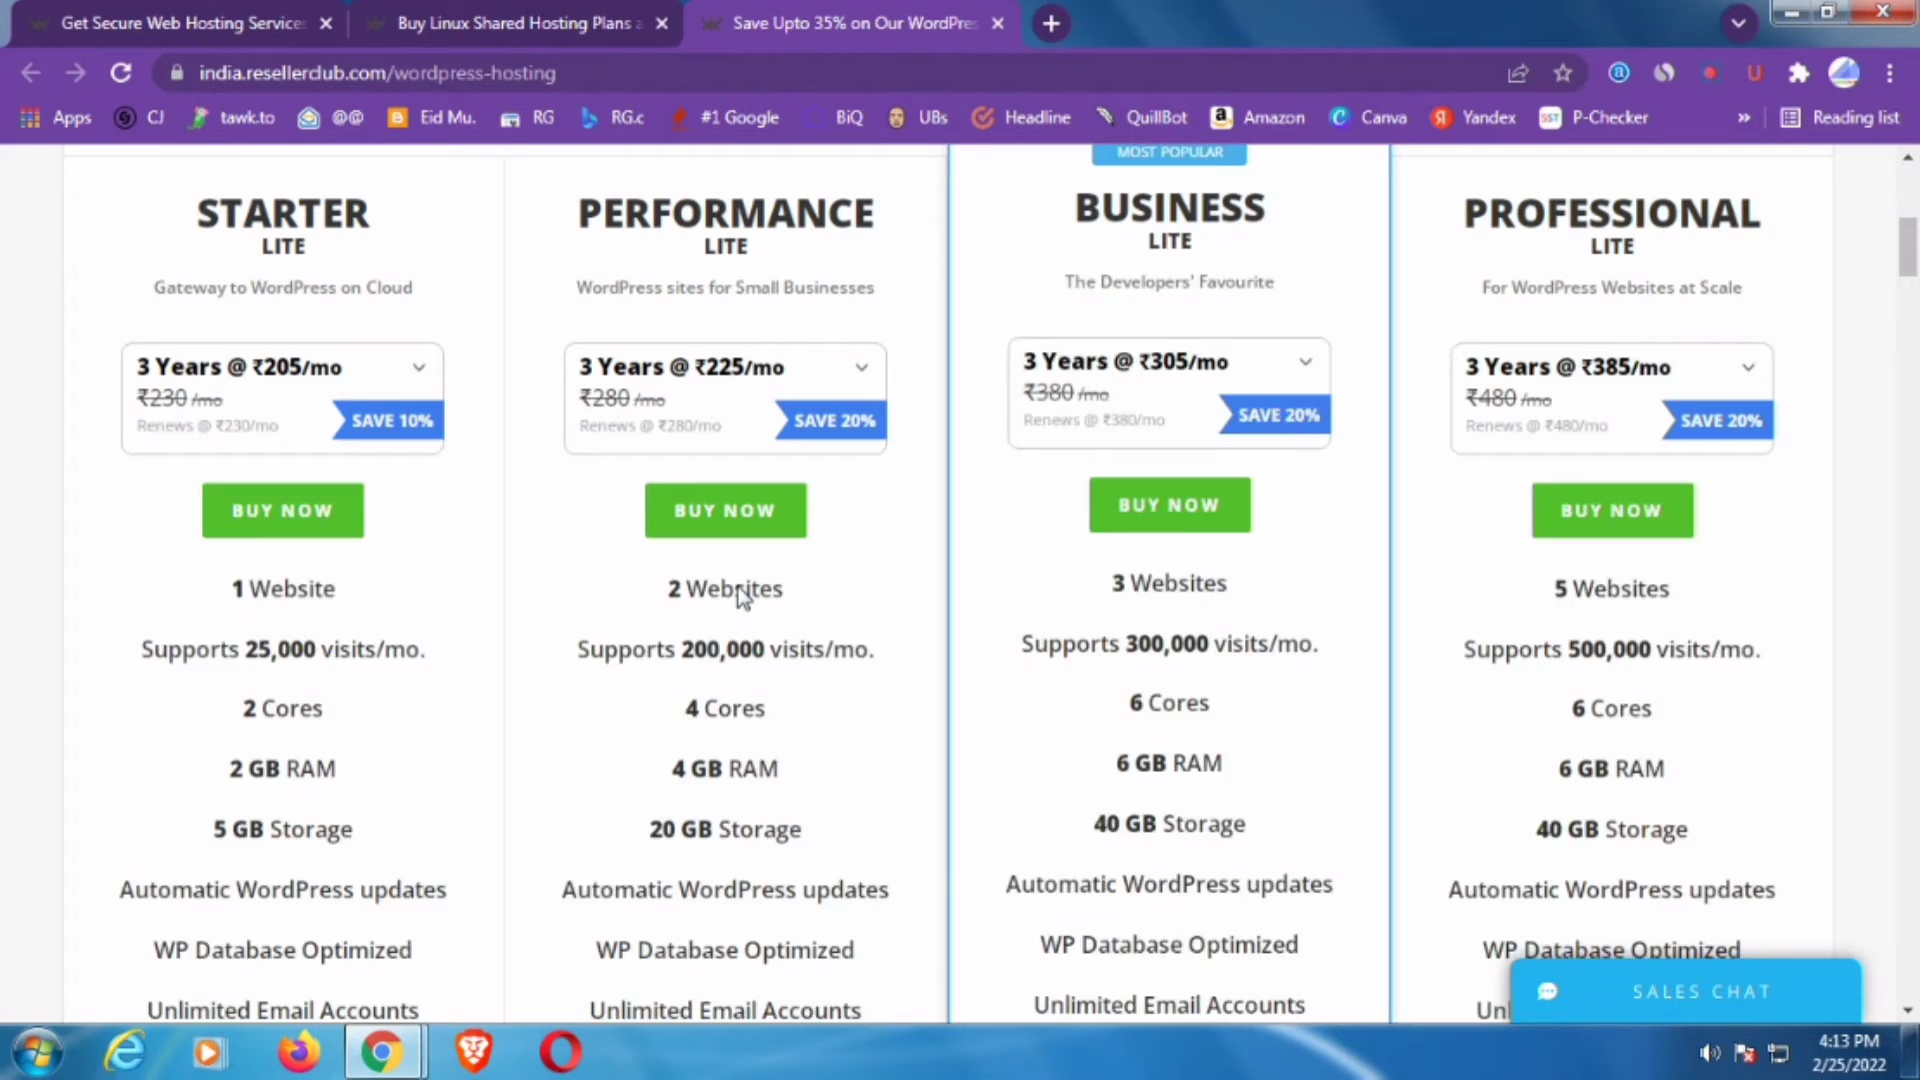 Get Secure Web Hosting Services
Buy Linux Shared Hosting Plans a
Save Upto 35% on Our WordPres
india.resellerclub.com/wordpress-hosting
Apps
CJ
tawk.to
@@
Eid Mu.
RG
RG.c
#1 Google
BiQ
UBs
Headline
QuillBot
Amazon
Canva
Yandex
P-Checker
»
Reading list
STARTER
LITE
Gateway to WordPress on Cloud
3 Years @ ₹205/mo
₹230 /mo
Renews @ ₹230/mo
SAVE 10%
BUY NOW
1 Website
Supports 25,000 visits/mo.
2 Cores
2 GB RAM
5 GB Storage
Automatic WordPress updates
WP Database Optimized
Unlimited Email Accounts
PERFORMANCE
LITE
WordPress sites for Small Businesses
3 Years @ ₹225/mo
₹280 /mo
Renews @ ₹280/mo
SAVE 20%
BUY NOW
2 Websites
Supports 200,000 visits/mo.
4 Cores
4 GB RAM
20 GB Storage
Automatic WordPress updates
WP Database Optimized
Unlimited Email Accounts
MOST POPULAR
BUSINESS
LITE
The Developers' Favourite
3 Years @ ₹305/mo
₹380 /mo
Renews @ ₹380/mo
SAVE 20%
BUY NOW
3 Websites
Supports 300,000 visits/mo.
6 Cores
6 GB RAM
40 GB Storage
Automatic WordPress updates
WP Database Optimized
Unlimited Email Accounts
PROFESSIONAL
LITE
For WordPress Websites at Scale
3 Years @ ₹385/mo
₹480 /mo
Renews @ ₹480/mo
SAVE 20%
BUY NOW
5 Websites
Supports 500,000 visits/mo.
6 Cores
6 GB RAM
40 GB Storage
Automatic WordPress updates
WP Database Optimized
Un
SALES CHAT
4:13 PM
2/25/2022